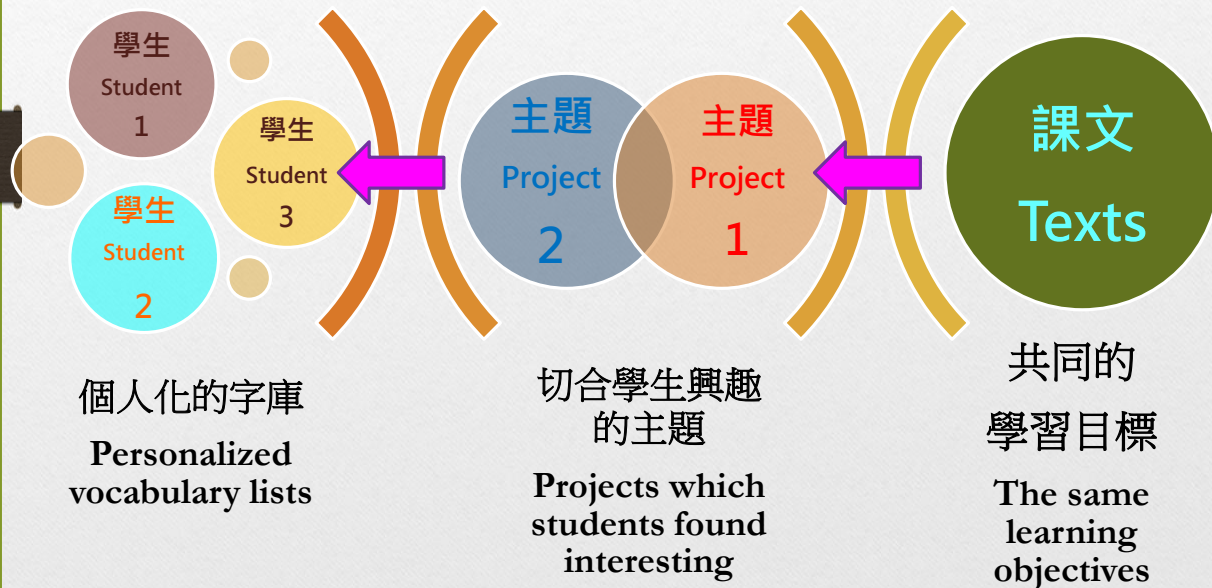 學生
Student
1
學生
Student
2
學生
Student
3
個人化的字庫
Personalized
vocabulary lists
主題
Project
2
主題
Project
1
切合學生興趣
的主題
Projects which
students found
interesting
課文
Texts
共同的
學習目標
The same
learning
objectives